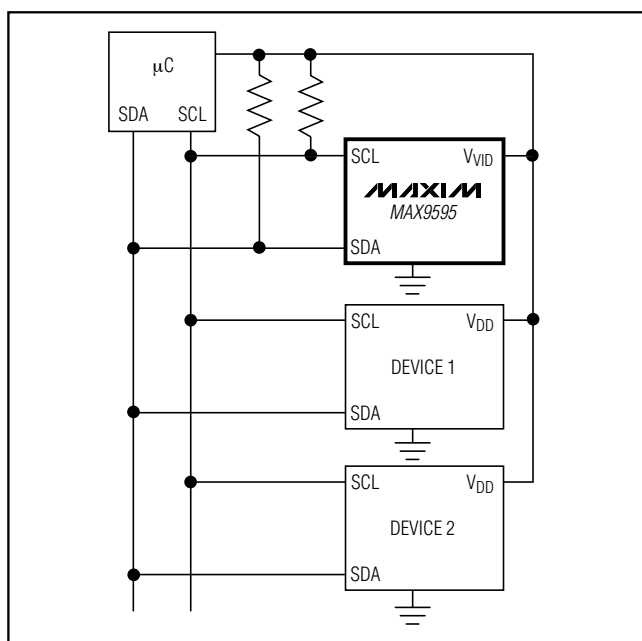 μC
SDA SCL
SCL V_VID
MAXIM
MAX9595
SDA
SCL V_DD
DEVICE 1
SDA
SCL V_DD
DEVICE 2
SDA